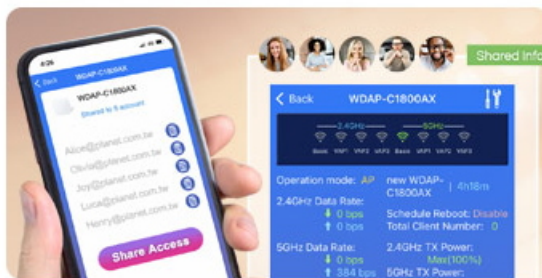 4:26
Back WDAP-C1800AX
WDAP-C1800AX
Shared to 5 account
Alice@planet.com.tw
Olivia@planet.com.tw
Joy@planet.com.tw
Luca@planet.com.tw
Henry@planet.com.tw
Share Access
Shared Info
Back WDAP-C1800AX
2.4GHz 5GHz
Basic VAP1 VAP2 VAP3 Basic VAP1 VAP2 VAP3
Operation mode: AP
2.4GHz Data Rate:
0 bps
0 bps
5GHz Data Rate:
0 bps
384 bps
new WDAP-C1800AX | 4h18m
Schedule Reboot: Disable
Total Client Number: 0
2.4GHz TX Power:
Max(100%)
5GHz TX Power: